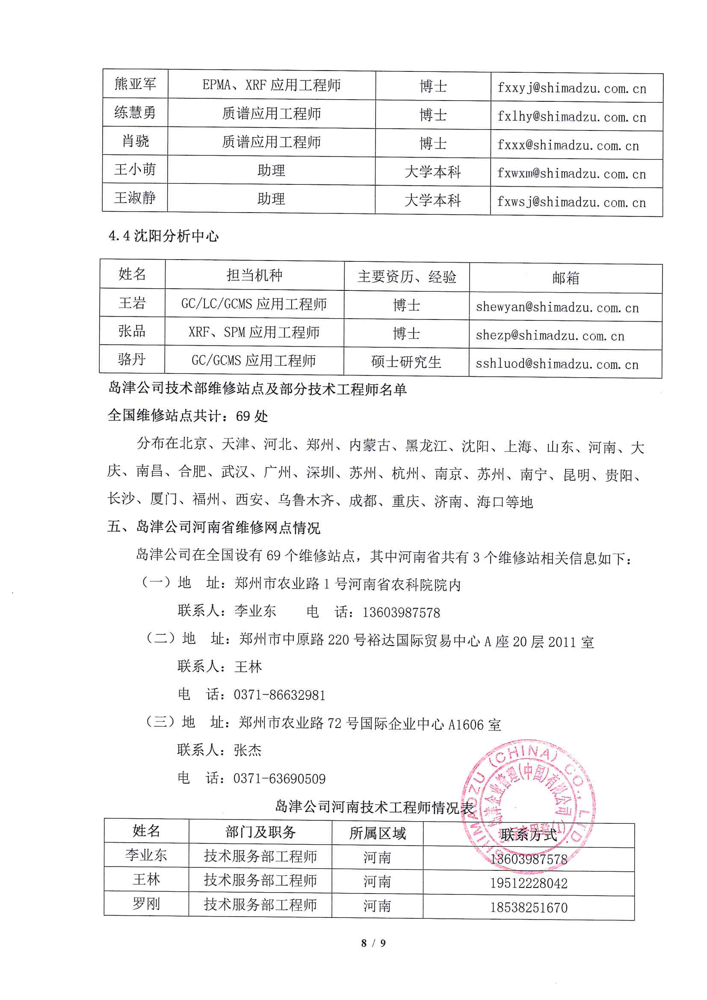 熊亚军 EPMA、XRF 应用工程师 博士 fxxyj@shimadzu.com.cn
练慧勇 质谱应用工程师 博士 fxlhy@shimadzu.com.cn
肖骁 质谱应用工程师 博士 fxxx@shimadzu.com.cn
王小萌 助理 大学本科 fxwxm@shimadzu.com.cn
王淑静 助理 大学本科 fxwsj@shimadzu.com.cn
4.4 沈阳分析中心
姓名 担当机种 主要资历、经验 邮箱
王岩 GC/LC/GCMS 应用工程师 博士 shewyan@shimadzu.com.cn
张品 XRF、SPM 应用工程师 博士 shezp@shimadzu.com.cn
骆丹 GC/GCMS 应用工程师 硕士研究生 sshluod@shimadzu.com.cn
岛津公司技术部维修站点及部分技术工程师名单
全国维修站点共计：69 处
分布在北京、天津、河北、郑州、内蒙古、黑龙江、沈阳、上海、山东、河南、大
庆、南昌、合肥、武汉、广州、深圳、苏州、杭州、南京、苏州、南宁、昆明、贵阳、
长沙、厦门、福州、西安、乌鲁木齐、成都、重庆、济南、海口等地
五、岛津公司河南省维修网点情况
岛津公司在全国设有 69 个维修站点，其中河南省共有 3 个维修站相关信息如下：
（一）地 址：郑州市农业路 1 号河南省农科院院内
联系人：李业东 电 话：13603987578
（二）地 址：郑州市中原路 220 号裕达国际贸易中心 A 座 20 层 2011 室
联系人：王林
电 话：0371-86632981
（三）地 址：郑州市农业路 72 号国际企业中心 A1606 室
联系人：张杰
电 话：0371-63690509
SHIMADZU (CHINA) CO., LTD.
岛津企业管理(中国)有限公司
专用章(1)
岛津公司河南技术工程师情况表
姓名 部门及职务 所属区域 联系方式
李业东 技术服务部工程师 河南 13603987578
王林 技术服务部工程师 河南 19512228042
罗刚 技术服务部工程师 河南 18538251670
8 / 9